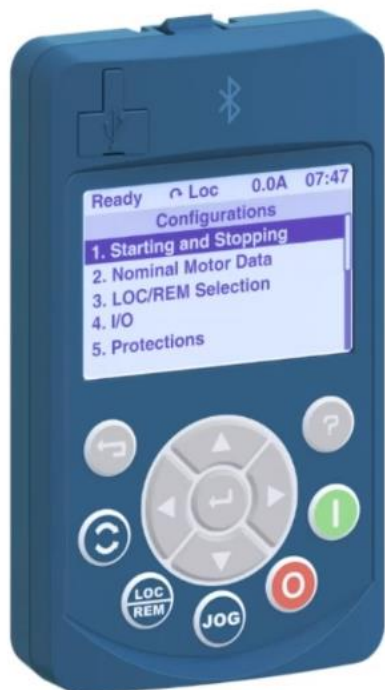 Ready Loc 0.0A 07:47
Configurations
1. Starting and Stopping
2. Nominal Motor Data
3. LOC/REM Selection
4. I/O
5. Protections
?
I
LOC
REM
JOG
O